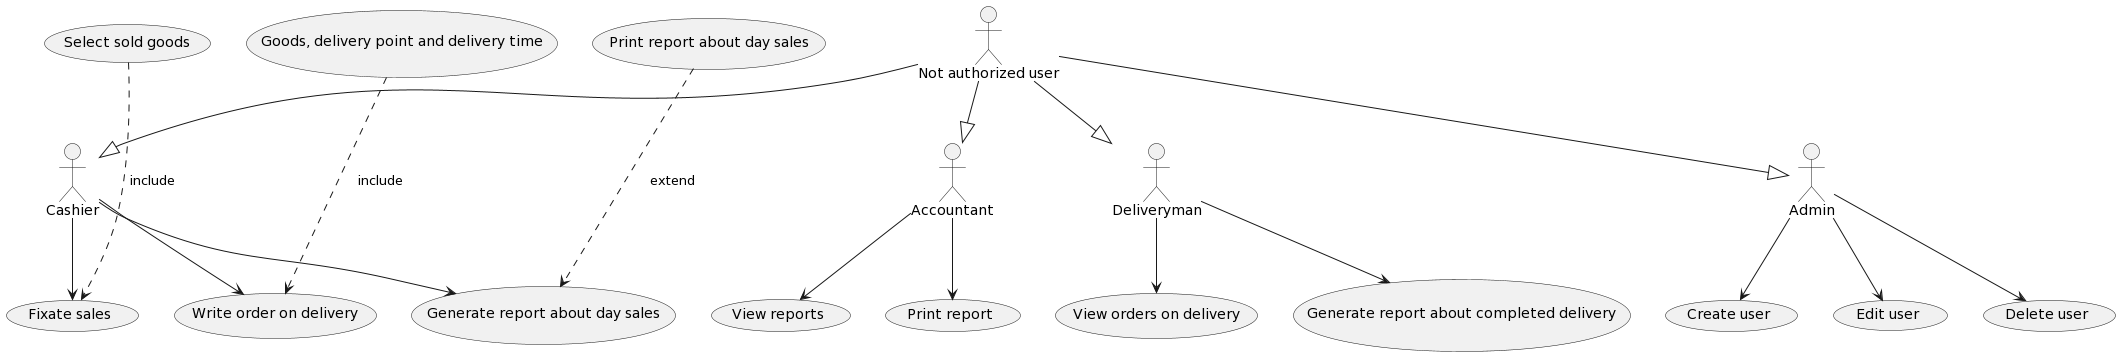 Select sold goods
Goods, delivery point and delivery time
Print report about day sales
Not authorized user
include
include
extend
Cashier
Accountant
Deliveryman
Admin
Fixate sales
Write order on delivery
Generate report about day sales
View reports
Print report
View orders on delivery
Generate report about completed delivery
Create user
Edit user
Delete user